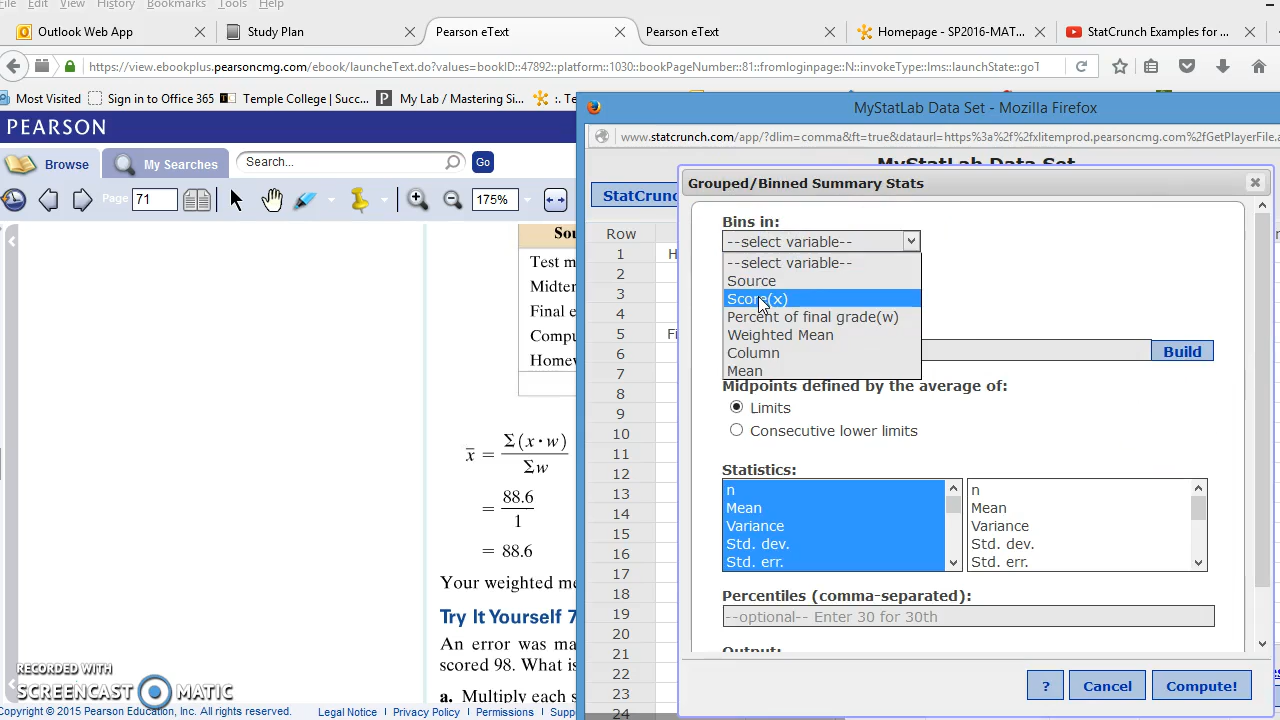 File Edit View History Bookmarks Tools Help
Outlook Web App × Study Plan × Pearson eText × Pearson eText × Homepage - SP2016-MAT... × StatCrunch Examples for ... ×
https://view.ebookplus.pearsoncmg.com/ebook/launcheText.do?values=bookID::47892::platform::1030::bookPageNumber::B::fromloginpage::N::invokeType::lms::launchState::goT
Most Visited Sign in to Office 365 Temple College | Succ... My Lab / Mastering Si...
MyStatLab Data Set - Mozilla Firefox
PEARSON
www.statcrunch.com/app/?dlim=comma&ft=true&dataurl=https%3a%2f%2fxlitemprod.pearsoncmg.com%2fGetPlayerFile.
Browse My Searches Search... Go
MyStatLab Data Set
Page 71 175%
StatCrunch
Grouped/Binned Summary Stats
Bins in:
--select variable--
--select variable--
Source
Score(x)
Percent of final grade(w)
Weighted Mean
Column
Mean
Build
Midpoints defined by the average of:
Limits
Consecutive lower limits
Statistics:
n n
Mean Mean
Variance Variance
Std. dev. Std. dev.
Std. err. Std. err.
Percentiles (comma-separated):
--optional-- Enter 30 for 30th
Output:
? Cancel Compute!
Row
1 H
2
3
4
5 Fi
6
7
8
9
10
11
12
13
14
15
16
17
18
19
20
21
22
23
24
Sou
Test m
Midter
Final e
Compu
Homew
x̄ = Σ(x·w) / Σw
= 88.6 / 1
= 88.6
Your weighted me
Try It Yourself 7
An error was ma
scored 98. What is
a. Multiply each s
RECORDED WITH
SCREENCAST MATIC
Copyright © 2015 Pearson Education, Inc. All rights reserved. Legal Notice | Privacy Policy | Permissions | Supp